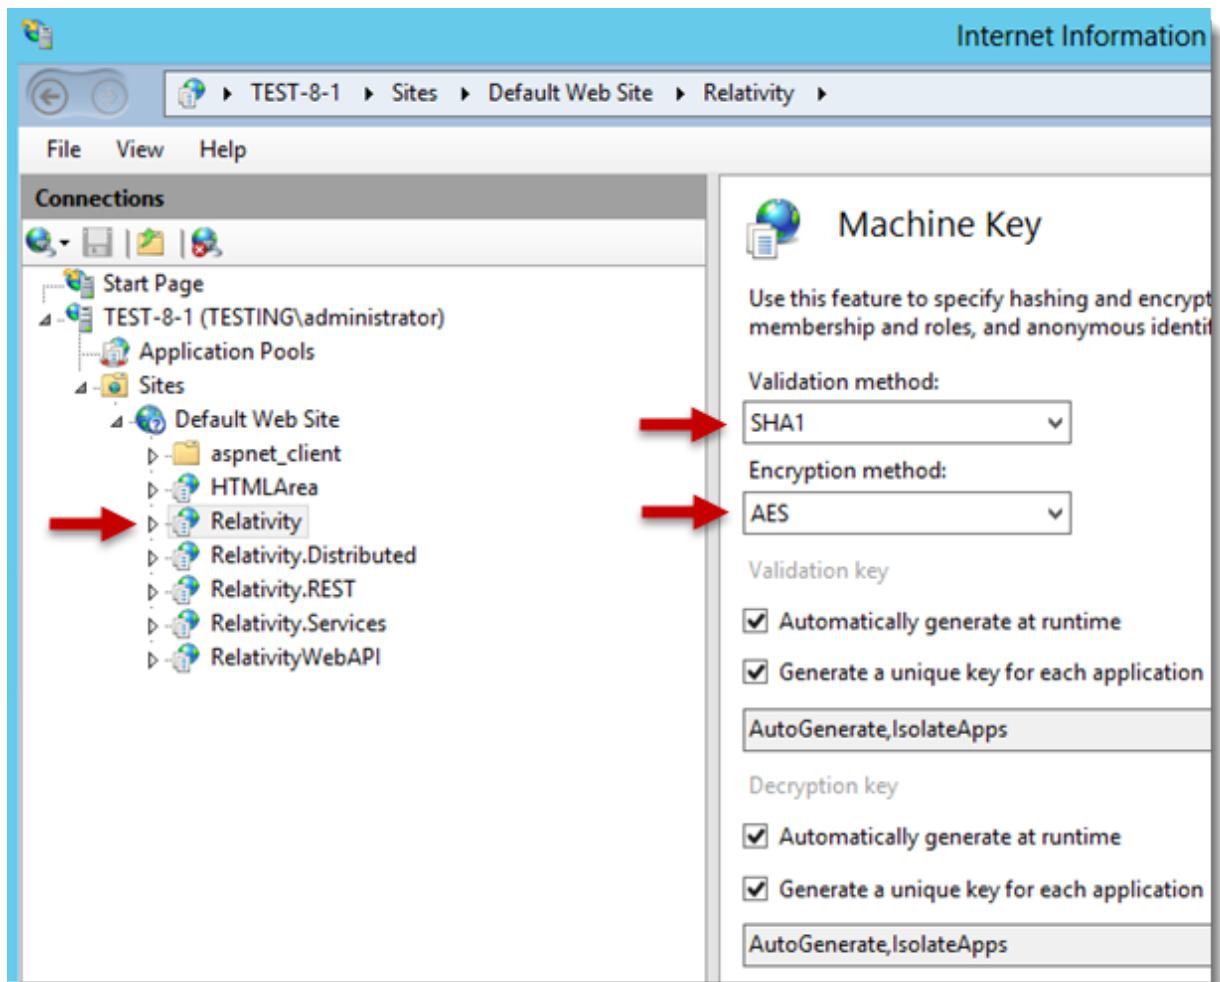 Internet Information
TEST-8-1 Sites Default Web Site Relativity
File View Help
Connections
Start Page
TEST-8-1 (TESTING\administrator)
Application Pools
Sites
Default Web Site
aspnet_client
HTMLArea
Relativity
Relativity.Distributed
Relativity.REST
Relativity.Services
RelativityWebAPI
Machine Key
Use this feature to specify hashing and encrypt
membership and roles, and anonymous identif
Validation method:
SHA1
Encryption method:
AES
Validation key
Automatically generate at runtime
Generate a unique key for each application
AutoGenerate,IsolateApps
Decryption key
Automatically generate at runtime
Generate a unique key for each application
AutoGenerate,IsolateApps